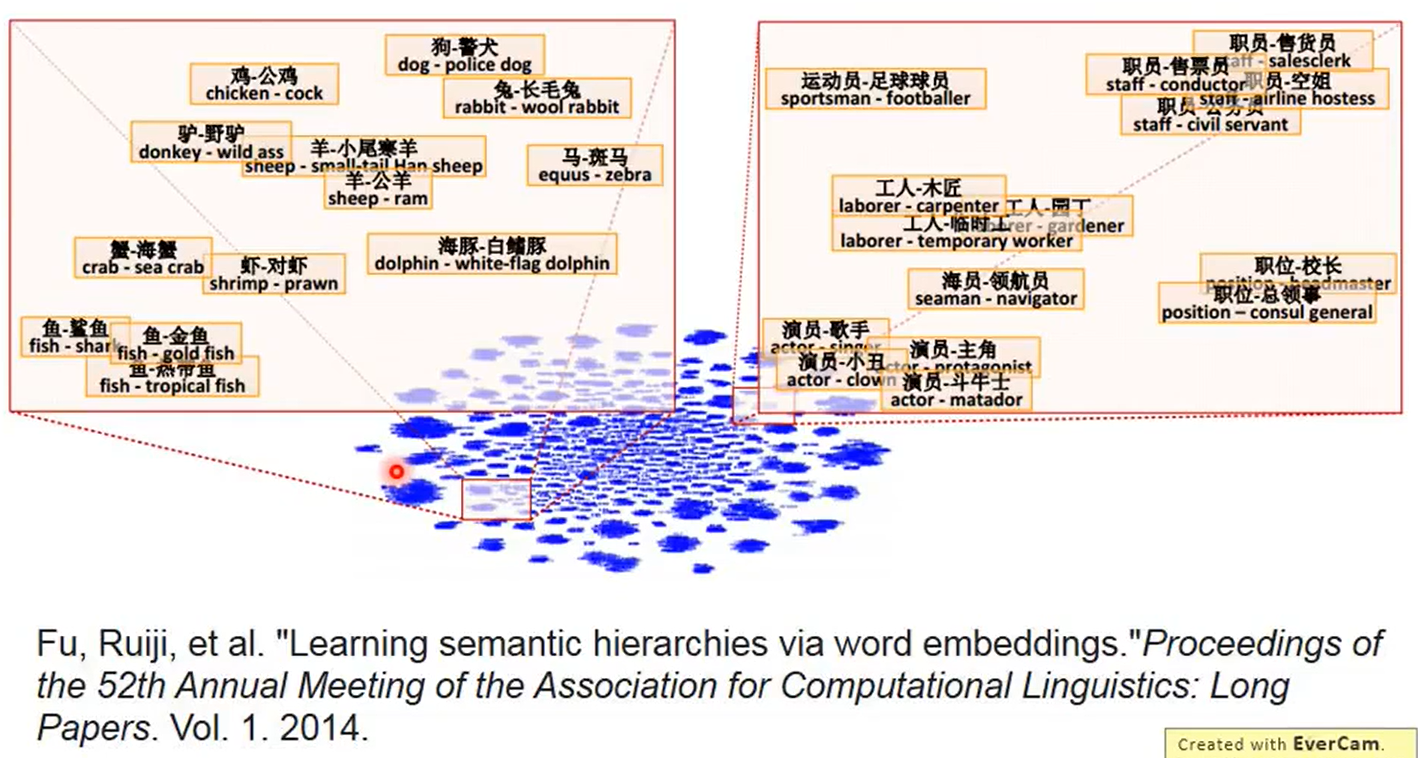 狗-警犬
dog - police dog
鸡-公鸡
chicken - cock
兔-长毛兔
rabbit - wool rabbit
驴-野驴
donkey - wild ass
羊-小尾寒羊
sheep - small-tail Han sheep
羊-公羊
sheep - ram
马-斑马
equus - zebra
蟹-海蟹
crab - sea crab
虾-对虾
shrimp - prawn
海豚-白鳍豚
dolphin - white-flag dolphin
鱼-鲨鱼
fish - shark
鱼-金鱼
fish - gold fish
鱼-热带鱼
fish - tropical fish
职员-售货员
staff - salesclerk
运动员-足球球员
sportsman - footballer
职员-售票员
staff - conductor
职员-空姐
staff - airline hostess
职员-公务员
staff - civil servant
工人-木匠
laborer - carpenter
工人-园丁
laborer - gardener
工人-临时工
laborer - temporary worker
海员-领航员
seaman - navigator
职位-校长
position - headmaster
职位-总领事
position – consul general
演员-歌手
actor - singer
演员-小丑
actor - clown
演员-主角
actor - protagonist
演员-斗牛士
actor - matador
Fu, Ruiji, et al. "Learning semantic hierarchies via word embeddings."Proceedings of
the 52th Annual Meeting of the Association for Computational Linguistics: Long
Papers. Vol. 1. 2014.
Created with EverCam.